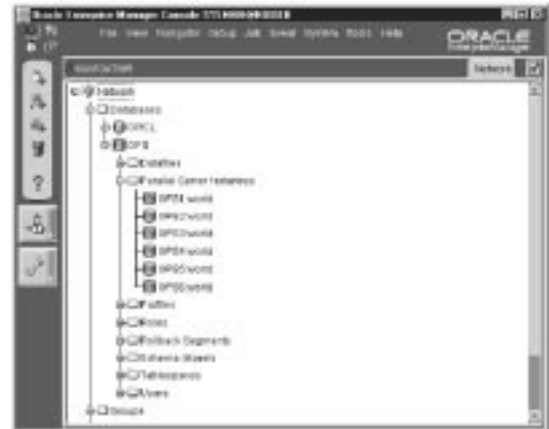 Oracle Enterprise Manager Console
File View Navigator Group Job Event System Tools Help
ORACLE
Enterprise Manager
Network
Network
Databases
ORCL
OPS
Datafiles
Parallel Server Instances
OPS1.world
OPS2.world
OPS3.world
OPS4.world
OPS5.world
OPS6.world
Profiles
Roles
Rollback Segments
Schema Objects
Tablespaces
Users
Groups